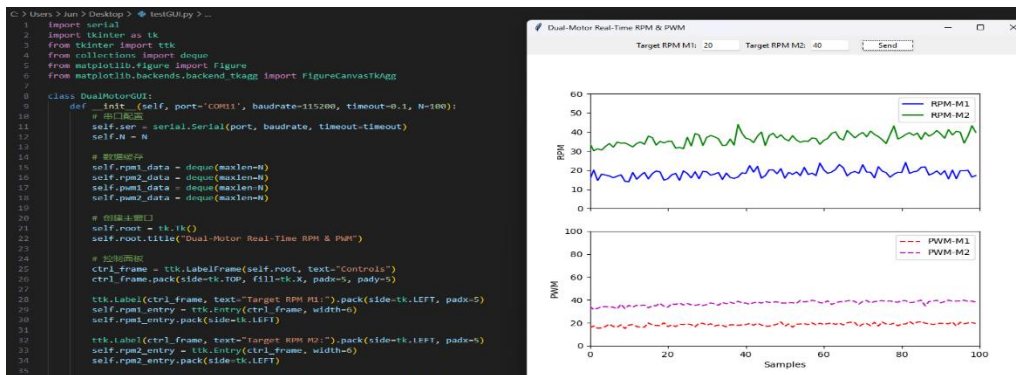 C: > Users > Jun > Desktop > testGUI.py > ...
1 import serial
2 import tkinter as tk
3 from tkinter import ttk
4 from collections import deque
5 from matplotlib.figure import Figure
6 from matplotlib.backends.backend_tkagg import FigureCanvasTkAgg
7
8 class DualMotorGUI:
9 def __init__(self, port='COM11', baudrate=115200, timeout=0.1, N=100):
10 # 串口配置
11 self.ser = serial.Serial(port, baudrate, timeout=timeout)
12 self.N = N
13
14 # 数据缓存
15 self.rpm1_data = deque(maxlen=N)
16 self.rpm2_data = deque(maxlen=N)
17 self.pwm1_data = deque(maxlen=N)
18 self.pwm2_data = deque(maxlen=N)
19
20 # 创建主窗口
21 self.root = tk.Tk()
22 self.root.title("Dual-Motor Real-Time RPM & PWM")
23
24 # 控制面板
25 ctrl_frame = ttk.LabelFrame(self.root, text="Controls")
26 ctrl_frame.pack(side=tk.TOP, fill=tk.X, padx=5, pady=5)
27
28 ttk.Label(ctrl_frame, text="Target RPM M1:").pack(side=tk.LEFT, padx=5)
29 self.rpm1_entry = ttk.Entry(ctrl_frame, width=6)
30 self.rpm1_entry.pack(side=tk.LEFT)
31
32 ttk.Label(ctrl_frame, text="Target RPM M2:").pack(side=tk.LEFT, padx=5)
33 self.rpm2_entry = ttk.Entry(ctrl_frame, width=6)
34 self.rpm2_entry.pack(side=tk.LEFT)
35
Dual-Motor Real-Time RPM & PWM
Target RPM M1: 20 Target RPM M2: 40 Send
60
50
40
30
20
10
0
RPM
RPM-M1
RPM-M2
100
80
60
40
20
0
PWM
PWM-M1
PWM-M2
0 20 40 60 80 100
Samples